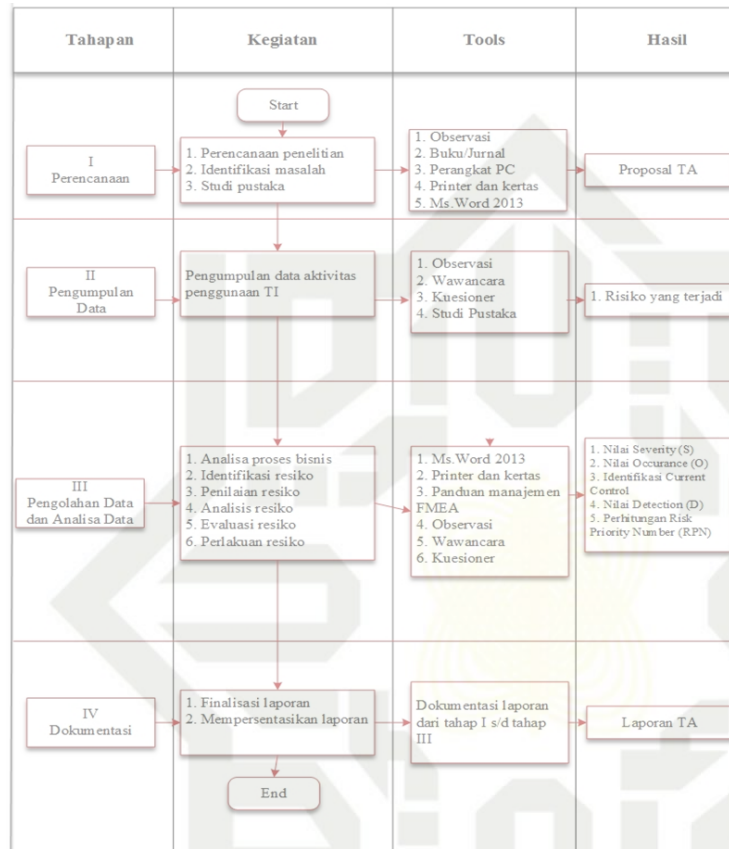 Tahapan
Kegiatan
Tools
Hasil
Start
I
Perencanaan
1. Perencanaan penelitian
2. Identifikasi masalah
3. Studi pustaka
1. Observasi
2. Buku/Jurnal
3. Perangkat PC
4. Printer dan kertas
5. Ms.Word 2013
Proposal TA
II
Pengumpulan
Data
Pengumpulan data aktivitas
penggunaan TI
1. Observasi
2. Wawancara
3. Kuesioner
4. Studi Pustaka
1. Risiko yang terjadi
III
Pengolahan Data
dan Analisa Data
1. Analisa proses bisnis
2. Identifikasi resiko
3. Penilaian resiko
4. Analisis resiko
5. Evaluasi resiko
6. Perlakuan resiko
1. Ms.Word 2013
2. Printer dan kertas
3. Panduan manajemen
FMEA
4. Observasi
5. Wawancara
6. Kuesioner
1. Nilai Severity (S)
2. Nilai Occurance (O)
3. Identifikasi Current
Control
4. Nilai Detection (D)
5. Perhitungan Risk
Priority Number (RPN)
IV
Dokumentasi
1. Finalisasi laporan
2. Mempersentasikan laporan
Dokumentasi laporan
dari tahap I s/d tahap
III
Laporan TA
End